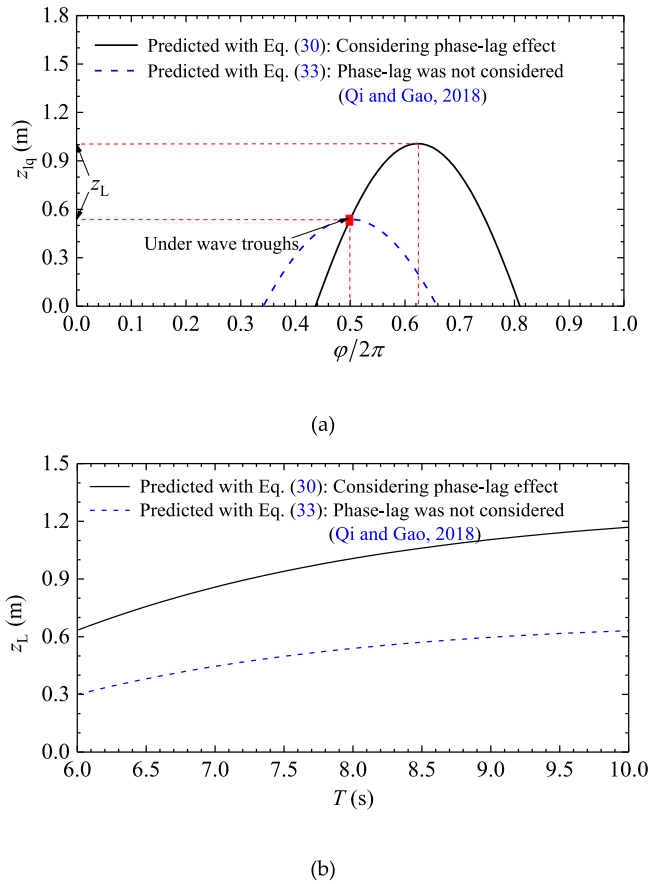 1.8
Predicted with Eq. (30): Considering phase-lag effect
1.5
Predicted with Eq. (33): Phase-lag was not considered
(Qi and Gao, 2018)
1.2
z_lq (m)
0.9
z_L
0.6
Under wave troughs
0.3
0.0
0.0 0.1 0.2 0.3 0.4 0.5 0.6 0.7 0.8 0.9 1.0
φ/2π
(a)
1.5
Predicted with Eq. (30): Considering phase-lag effect
Predicted with Eq. (33): Phase-lag was not considered
1.2
(Qi and Gao, 2018)
0.9
z_L (m)
0.6
0.3
0.0
6.0 6.5 7.0 7.5 8.0 8.5 9.0 9.5 10.0
T (s)
(b)